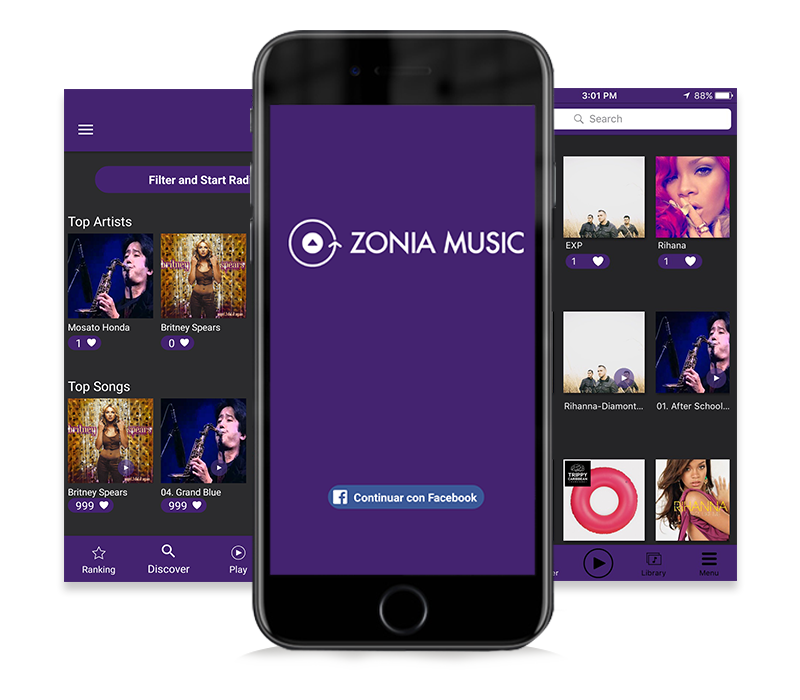 Filter and Start Rad
Top Artists
britney spears
Mosato Honda
Britney Spears
1
0
Top Songs
britney spears
Britney Spears
04. Grand Blue
999
999
Ranking
Discover
Play
ZONIA MUSIC
Continuar con Facebook
3:01 PM
88%
Search
EXP
Rihana
1
1
Rihanna-Diamont...
01. After School...
TRIPPY
CARIBBEAN
RIHANNA
er
Library
Menu